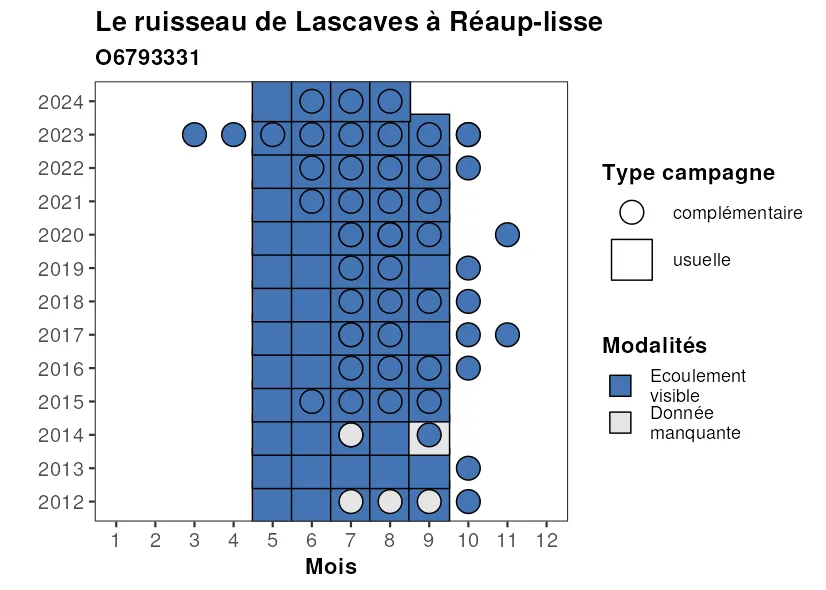 Le ruisseau de Lascaves à Réaup-lisse
O6793331
2024
2023
2022
2021
2020
2019
2018
2017
2016
2015
2014
2013
2012
1 2 3 4 5 6 7 8 9 10 11 12
Mois
Type campagne
complémentaire
usuelle
Modalités
Ecoulement
visible
Donnée
manquante